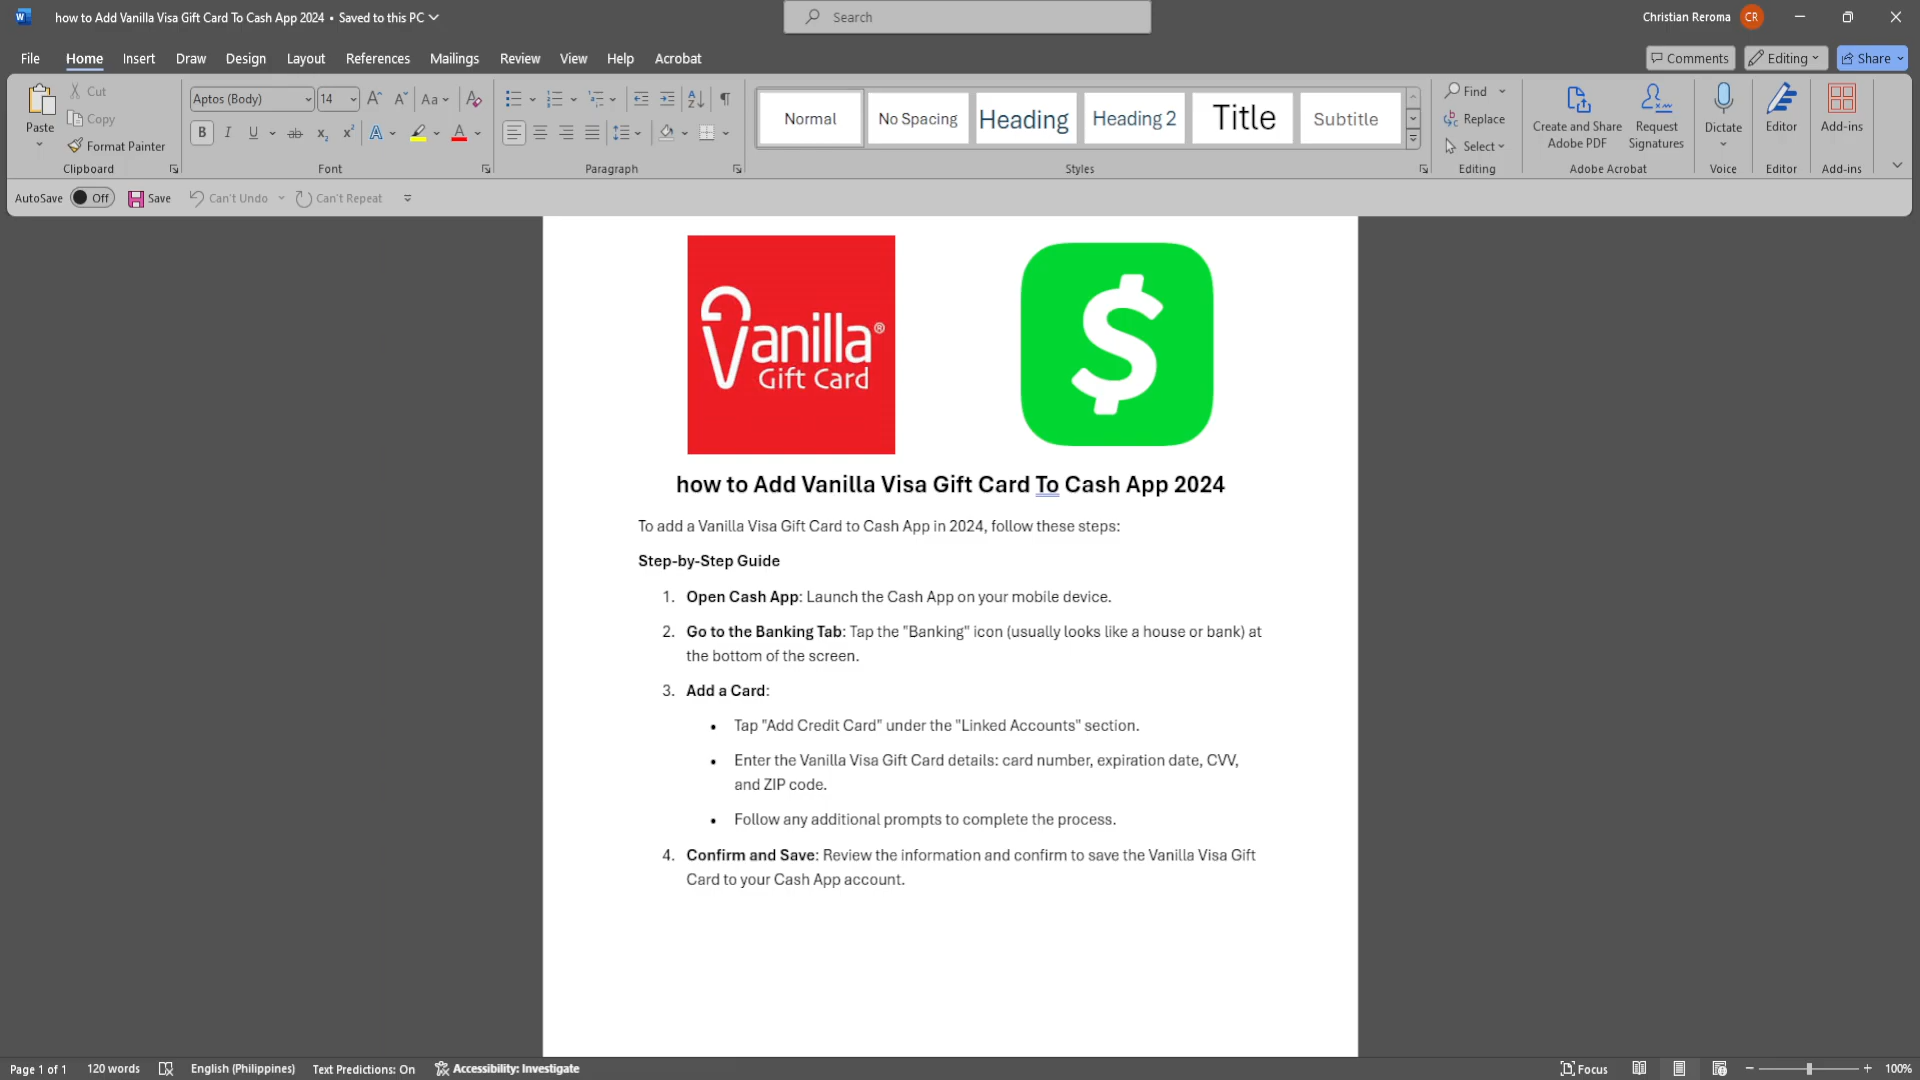 how to Add Vanilla Visa Gift Card To Cash App 2024 • Saved to this PC
Search
Christian Reroma CR
File Home Insert Draw Design Layout References Mailings Review View Help Acrobat
Comments Editing Share
Paste
Cut
Copy
Format Painter
Clipboard
Aptos (Body) 14
Font
Paragraph
Normal No Spacing Heading Heading 2 Title Subtitle
Styles
Find
Replace
Select
Editing
Create and Share
Adobe PDF
Request
Signatures
Adobe Acrobat
Dictate
Voice
Editor
Editor
Add-ins
Add-ins
AutoSave Off Save Can't Undo Can't Repeat
Vanilla®
Gift Card
$
how to Add Vanilla Visa Gift Card To Cash App 2024
To add a Vanilla Visa Gift Card to Cash App in 2024, follow these steps:
Step-by-Step Guide
1. Open Cash App: Launch the Cash App on your mobile device.
2. Go to the Banking Tab: Tap the "Banking" icon (usually looks like a house or bank) at
the bottom of the screen.
3. Add a Card:
• Tap "Add Credit Card" under the "Linked Accounts" section.
• Enter the Vanilla Visa Gift Card details: card number, expiration date, CVV,
and ZIP code.
• Follow any additional prompts to complete the process.
4. Confirm and Save: Review the information and confirm to save the Vanilla Visa Gift
Card to your Cash App account.
Page 1 of 1 120 words English (Philippines) Text Predictions: On Accessibility: Investigate
Focus 100%